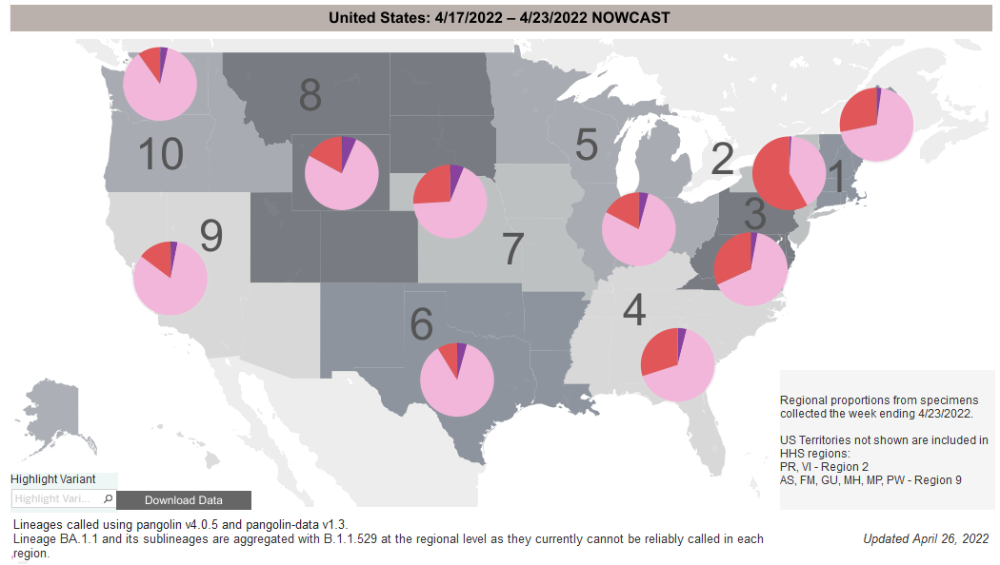 United States: 4/17/2022 – 4/23/2022 NOWCAST
8
10
5
2
1
3
9
7
4
6
Regional proportions from specimens
collected the week ending 4/23/2022.
US Territories not shown are included in
HHS regions:
PR, VI - Region 2
AS, FM, GU, MH, MP, PW - Region 9
Highlight Variant
Highlight Vari...
Download Data
Lineages called using pangolin v4.0.5 and pangolin-data v1.3.
Lineage BA.1.1 and its sublineages are aggregated with B.1.1.529 at the regional level as they currently cannot be reliably called in each
region.
Updated April 26, 2022